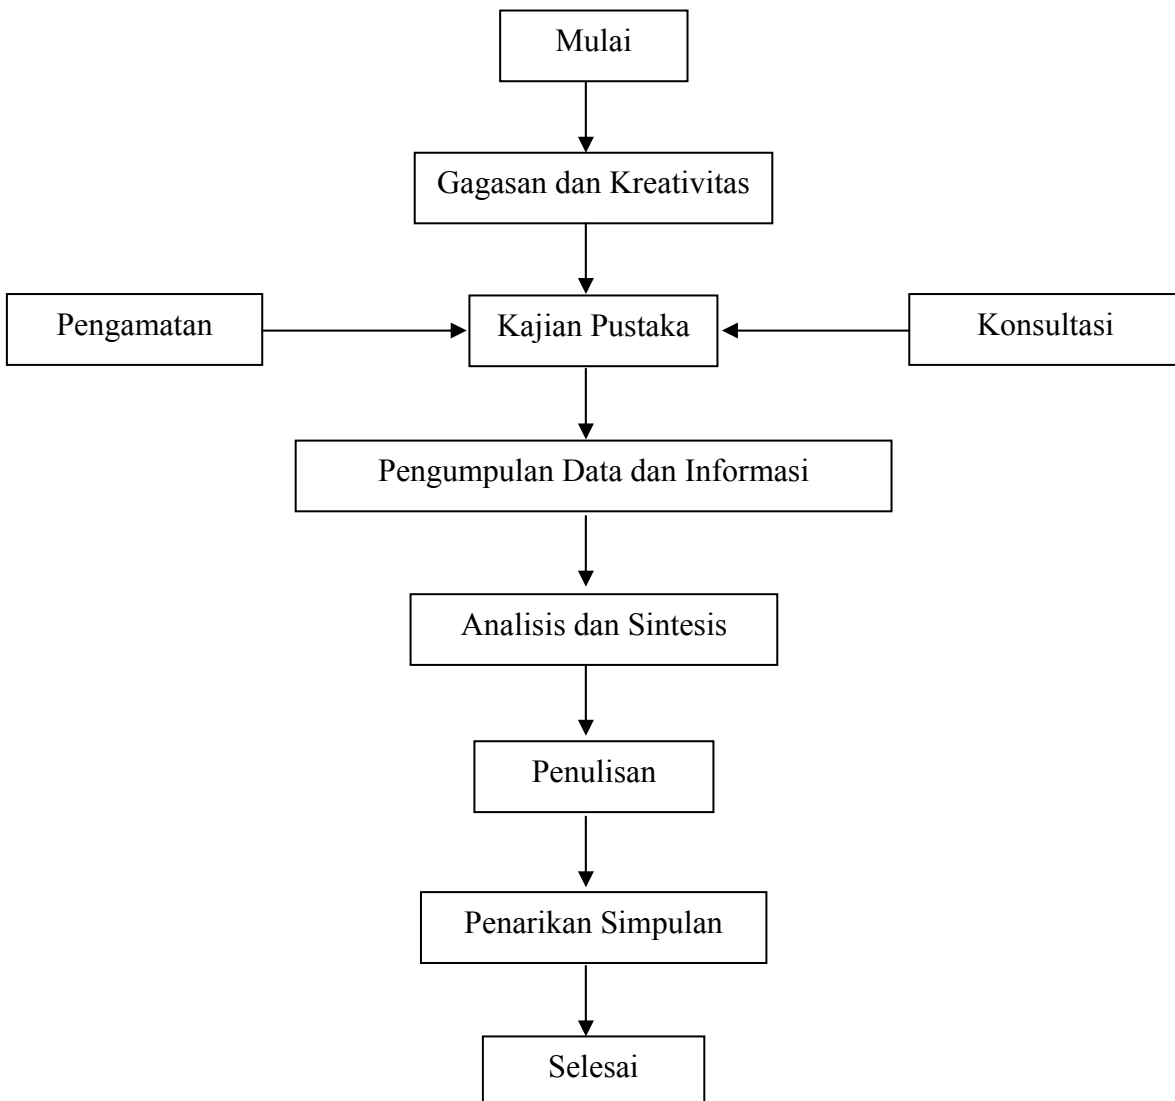 Mulai
Gagasan dan Kreativitas
Pengamatan
Kajian Pustaka
Konsultasi
Pengumpulan Data dan Informasi
Analisis dan Sintesis
Penulisan
Penarikan Simpulan
Selesai